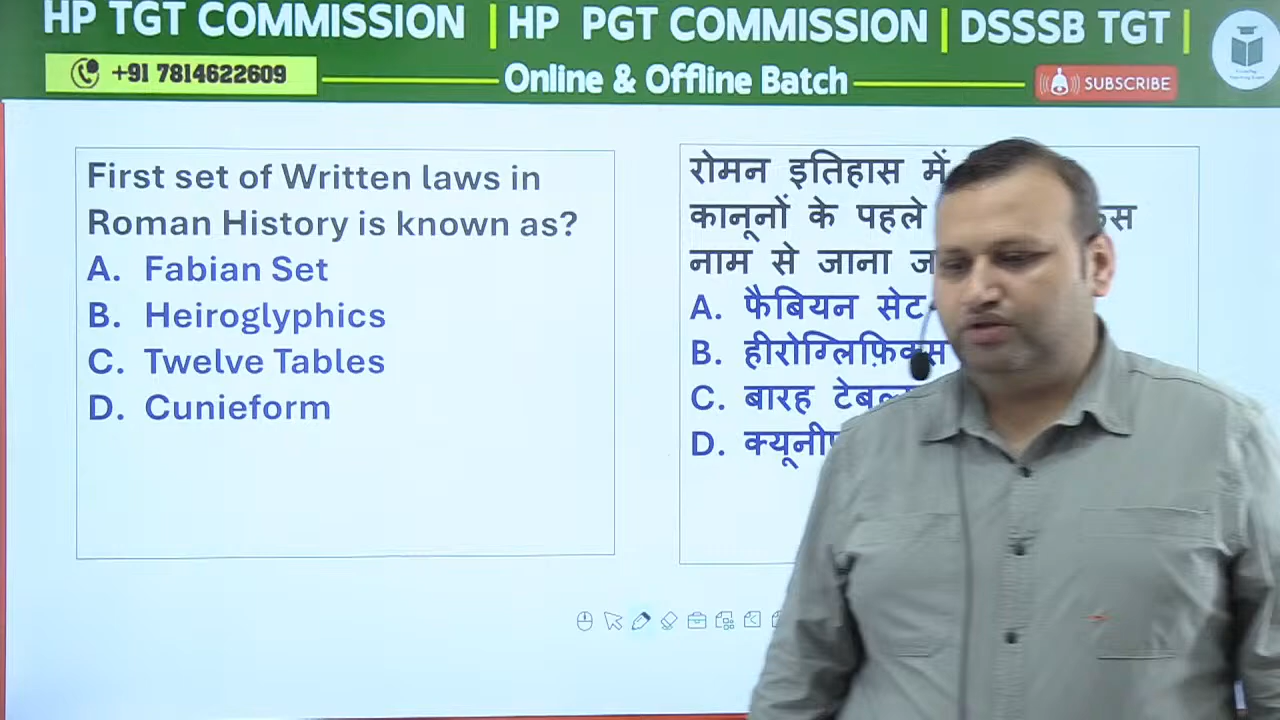 HP TGT COMMISSION | HP PGT COMMISSION | DSSSB TGT |
+91 7814622609
Online & Offline Batch
SUBSCRIBE
First set of Written laws in
Roman History is known as?
A. Fabian Set
B. Heiroglyphics
C. Twelve Tables
D. Cunieform
रोमन इतिहास में
कानूनों के पहले
नाम से जाना
A. फैबियन सेट
B. हीरोग्लिफ़िक्स
C. बारह
D.